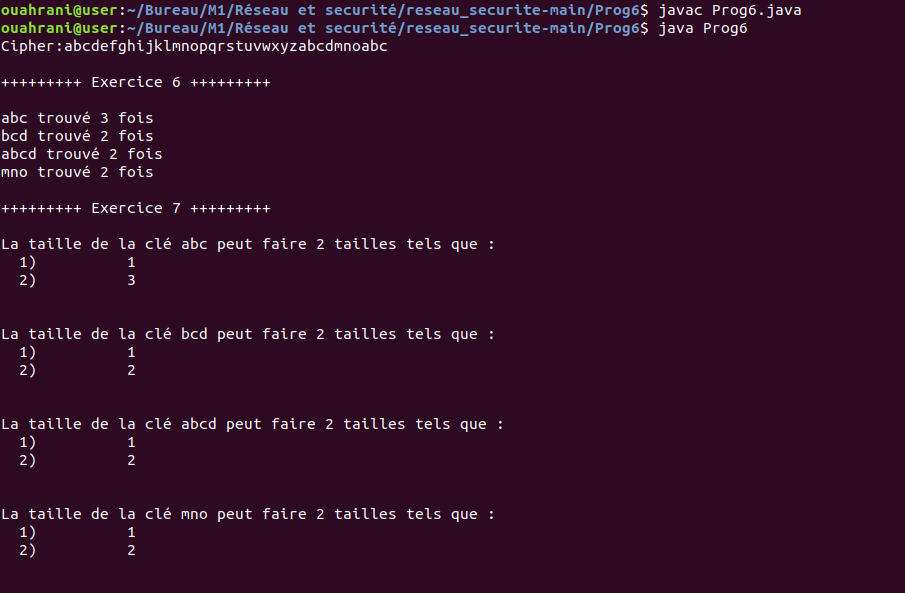 ouahrani@user:~/Bureau/M1/Réseau et securité/reseau_securite-main/Prog6$ javac Prog6.java
ouahrani@user:~/Bureau/M1/Réseau et securité/reseau_securite-main/Prog6$ java Prog6
Cipher:abcdefghijklmnopqrstuvwxyzabcdmnoabc
+++++++++ Exercice 6 +++++++++
abc trouvé 3 fois
bcd trouvé 2 fois
abcd trouvé 2 fois
mno trouvé 2 fois
+++++++++ Exercice 7 +++++++++
La taille de la clé abc peut faire 2 tailles tels que :
1) 1
2) 3
La taille de la clé bcd peut faire 2 tailles tels que :
1) 1
2) 2
La taille de la clé abcd peut faire 2 tailles tels que :
1) 1
2) 2
La taille de la clé mno peut faire 2 tailles tels que :
1) 1
2) 2